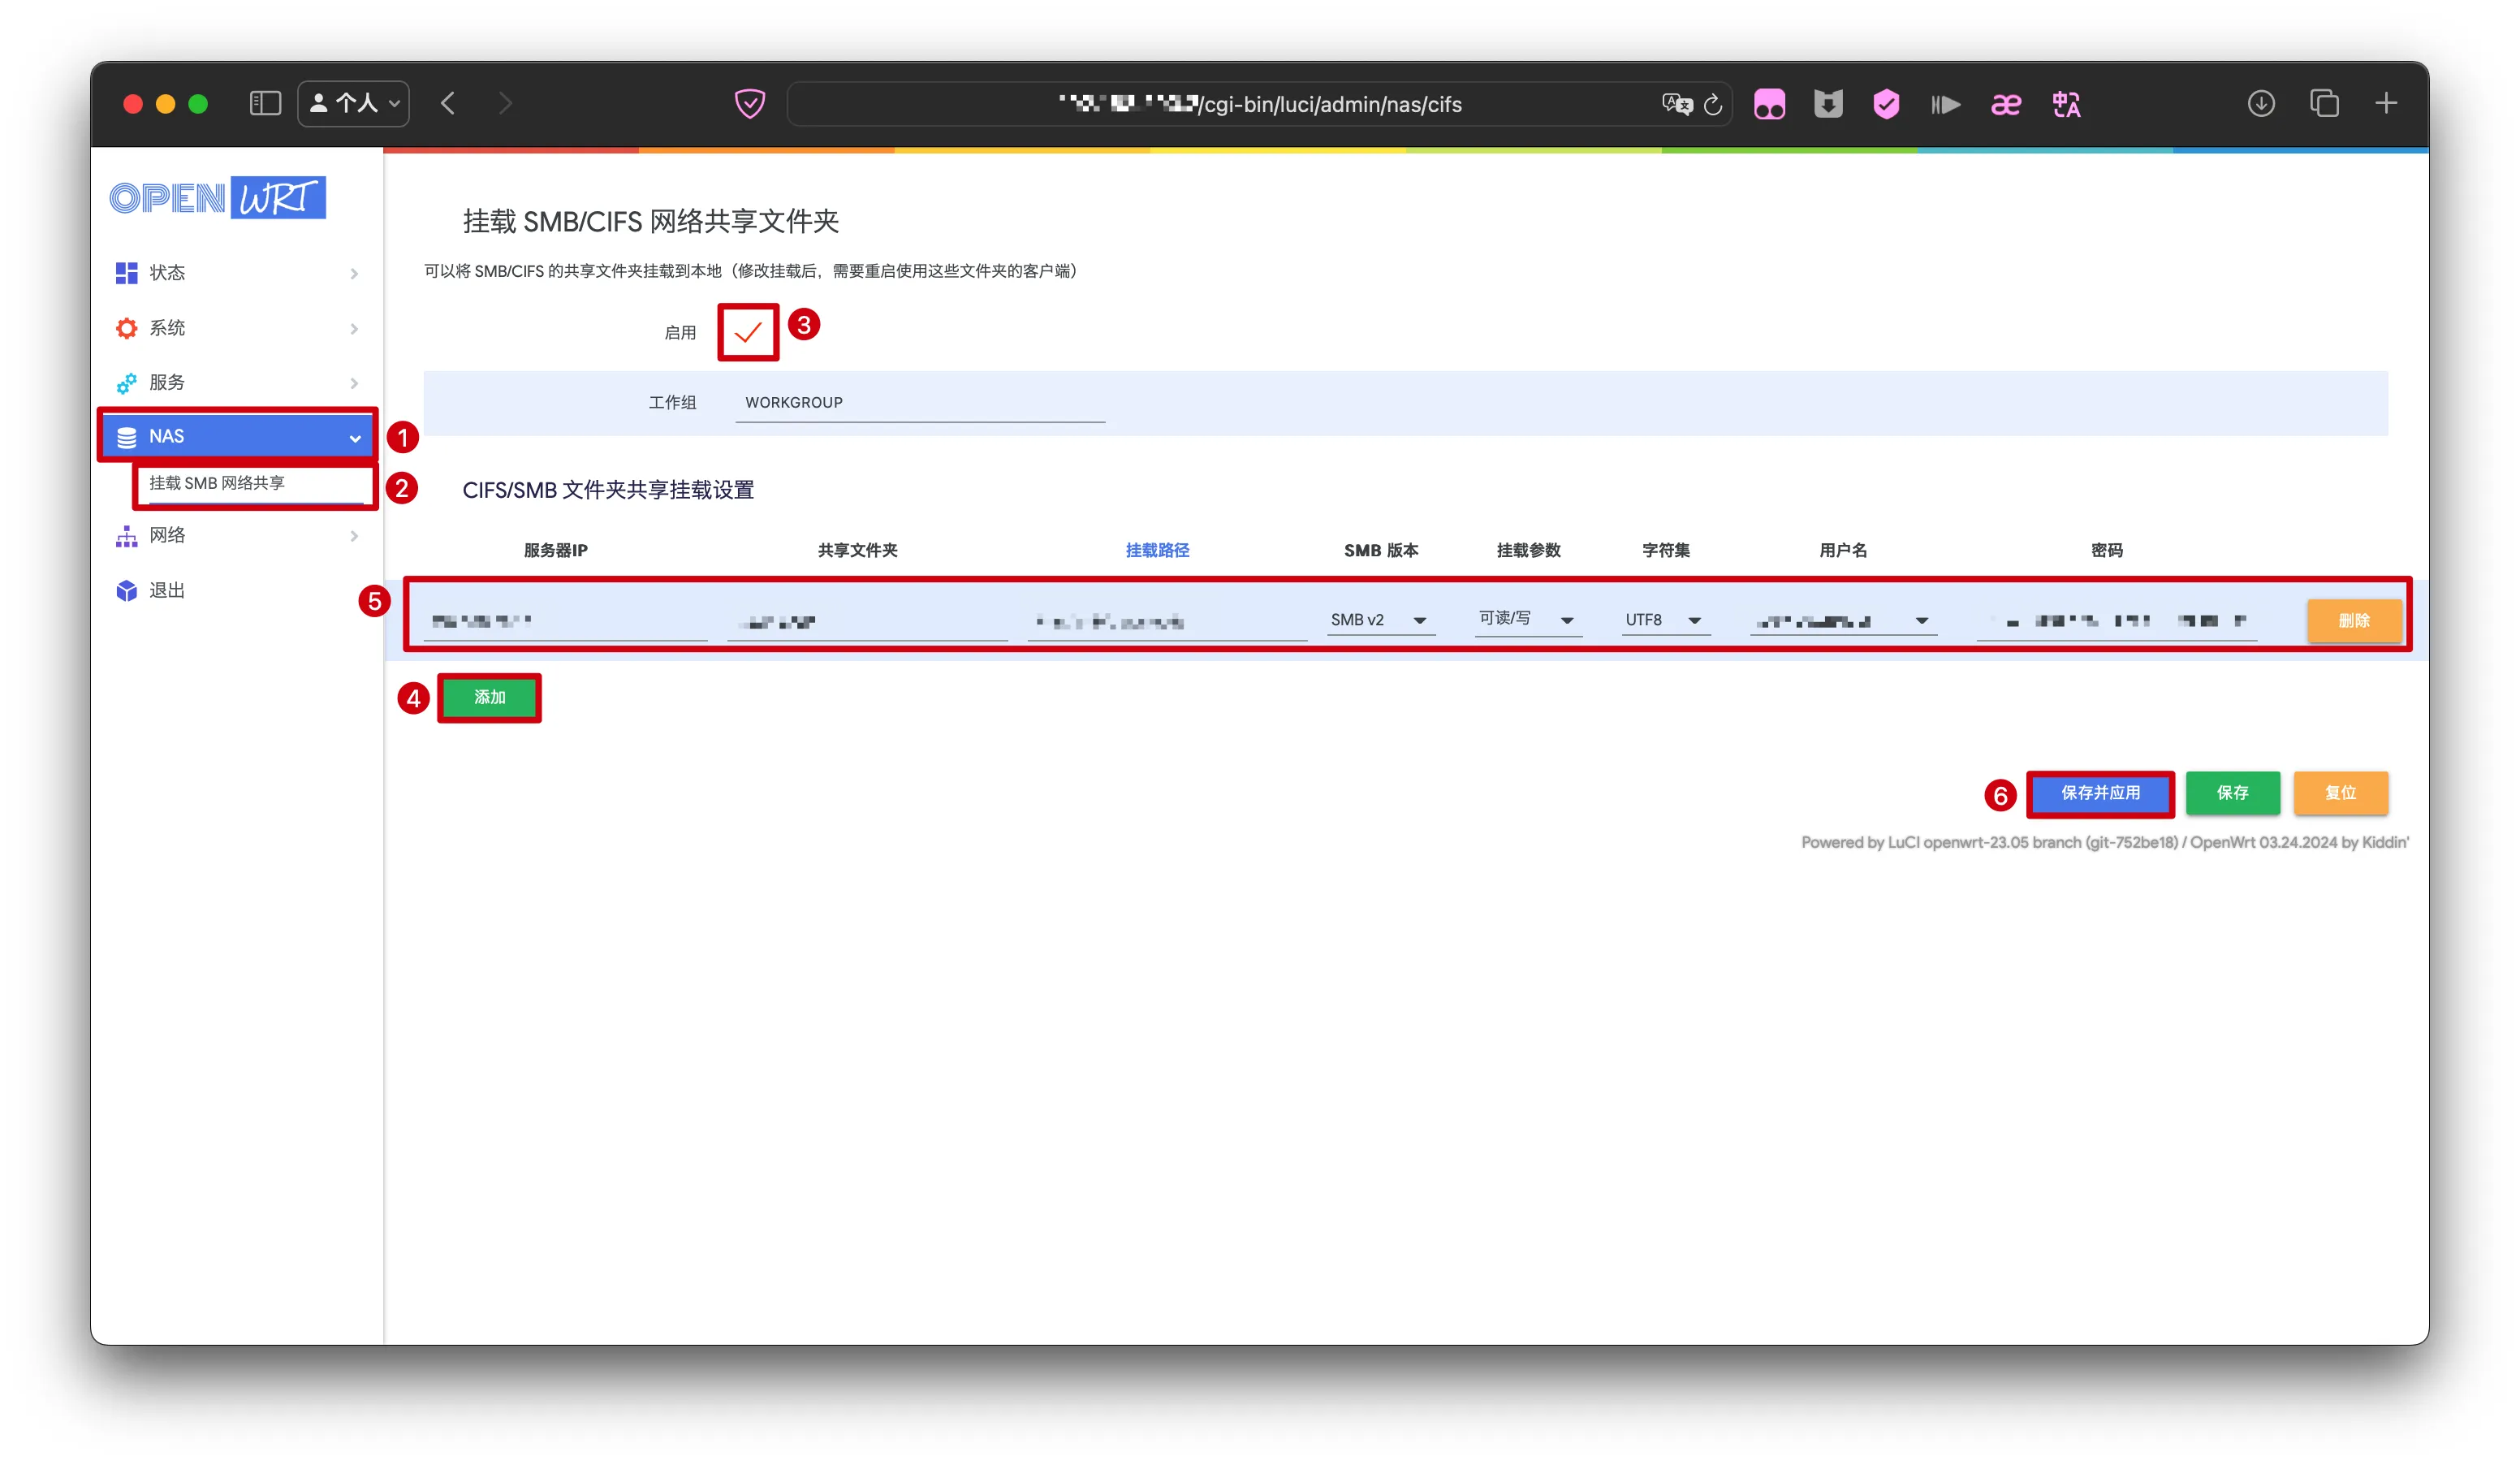 个人
/cgi-bin/luci/admin/nas/cifs
OPENWRT
状态
系统
服务
NAS
1
挂载 SMB 网络共享
2
网络
退出
挂载 SMB/CIFS 网络共享文件夹
可以将 SMB/CIFS 的共享文件夹挂载到本地（修改挂载后，需要重启使用这些文件夹的客户端）
启用
3
工作组 WORKGROUP
CIFS/SMB 文件夹共享挂载设置
服务器IP 共享文件夹 挂载路径 SMB 版本 挂载参数 字符集 用户名 密码
5
SMB v2 可读/写 UTF8 删除
4 添加
6 保存并应用 保存 复位
Powered by LuCI openwrt-23.05 branch (git-752be18) / OpenWrt 03.24.2024 by Kiddin'